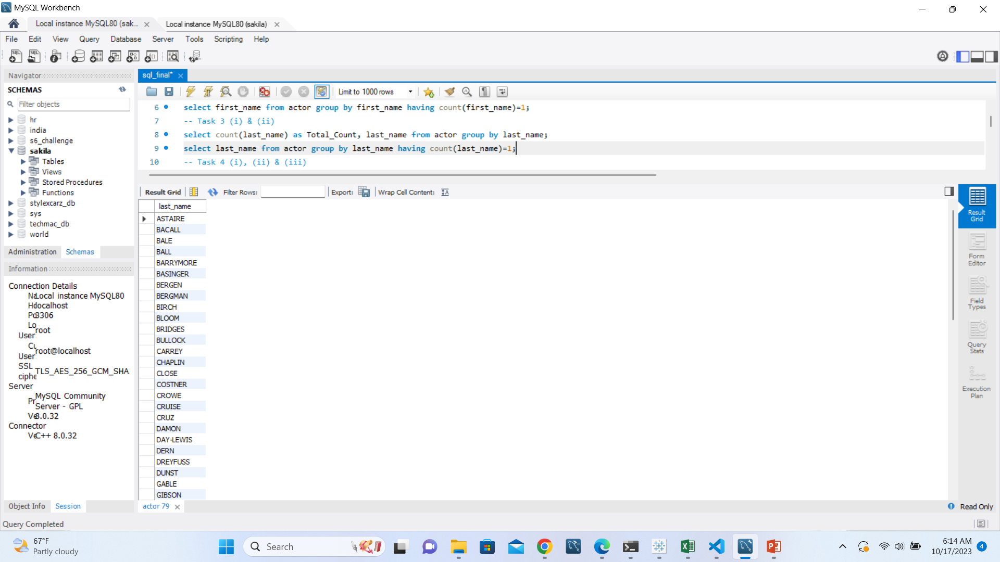 MySQL Workbench
Local instance MySQL80 (sak... Local instance MySQL80 (sakila)
File Edit View Query Database Server Tools Scripting Help
Navigator
SCHEMAS
Filter objects
hr
india
s6_challenge
sakila
Tables
Views
Stored Procedures
Functions
stylexcarz_db
sys
techmac_db
world
Administration Schemas
Information
Connection Details
Local instance MySQL80
localhost
3306
root
User
root@localhost
User
SSL
TLS_AES_256_GCM_SHA
Server
MySQL Community
Server - GPL
8.0.32
Connector
C++ 8.0.32
Object Info Session
Query Completed
sql_final*
Limit to 1000 rows
6 select first_name from actor group by first_name having count(first_name)=1;
7 -- Task 3 (i) & (ii)
8 select count(last_name) as Total_Count, last_name from actor group by last_name;
9 select last_name from actor group by last_name having count(last_name)=1;
10 -- Task 4 (i), (ii) & (iii)
Result Grid Filter Rows: Export: Wrap Cell Content:
last_name
ASTAIRE
BACALL
BALE
BALL
BARRYMORE
BASINGER
BERGEN
BERGMAN
BIRCH
BLOOM
BRIDGES
BULLOCK
CARREY
CHAPLIN
CLOSE
COSTNER
CROWE
CRUISE
CRUZ
DAMON
DAY-LEWIS
DERN
DREYFUSS
DUNST
GABLE
GIBSON
actor 79
Result
Grid
Form
Editor
Field
Types
Query
Stats
Execution
Plan
Read Only
67°F
Partly cloudy
Search
6:14 AM
10/17/2023
4